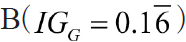 B(IG_G = 0.1\overline{6})